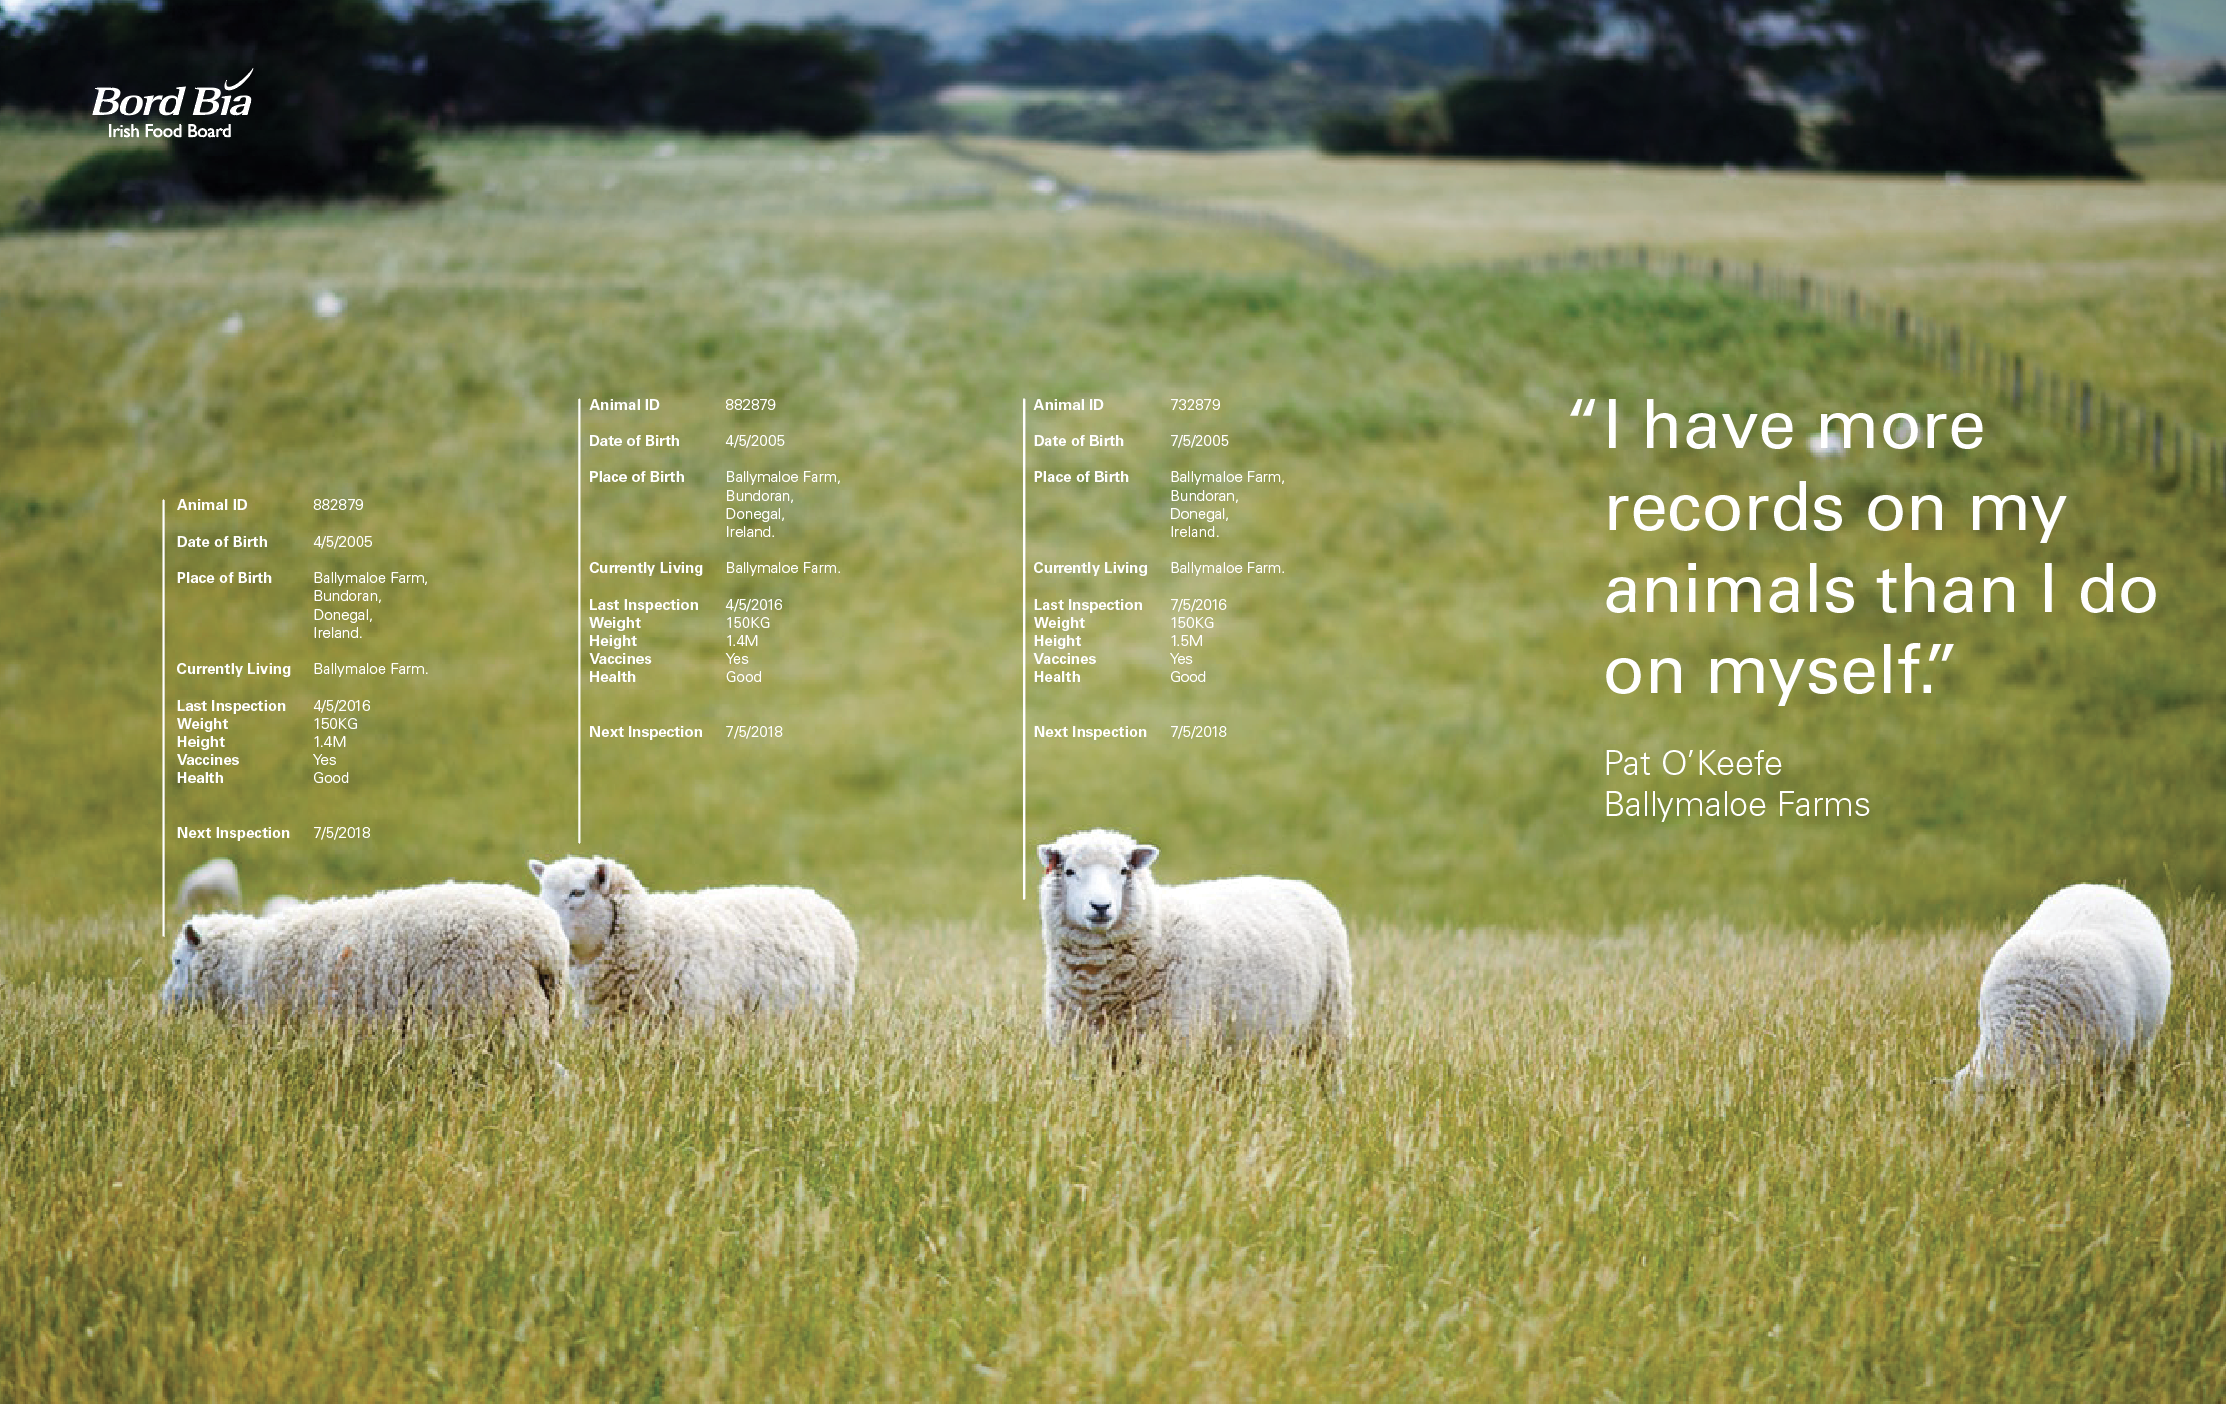 Bord Bia
Irish Food Board
Animal ID 882879
Date of Birth 4/5/2005
Place of Birth Ballymaloe Farm,
Bundoran,
Donegal,
Ireland.
Currently Living Ballymaloe Farm.
Last Inspection 4/5/2016
Weight 150KG
Height 1.4M
Vaccines Yes
Health Good
Next Inspection 7/5/2018
Animal ID 882879
Date of Birth 4/5/2005
Place of Birth Ballymaloe Farm,
Bundoran,
Donegal,
Ireland.
Currently Living Ballymaloe Farm.
Last Inspection 4/5/2016
Weight 150KG
Height 1.4M
Vaccines Yes
Health Good
Next Inspection 7/5/2018
Animal ID 732879
Date of Birth 7/5/2005
Place of Birth Ballymaloe Farm,
Bundoran,
Donegal,
Ireland.
Currently Living Ballymaloe Farm.
Last Inspection 7/5/2016
Weight 150KG
Height 1.5M
Vaccines Yes
Health Good
Next Inspection 7/5/2018
“I have more
records on my
animals than I do
on myself.”
Pat O’Keefe
Ballymaloe Farms